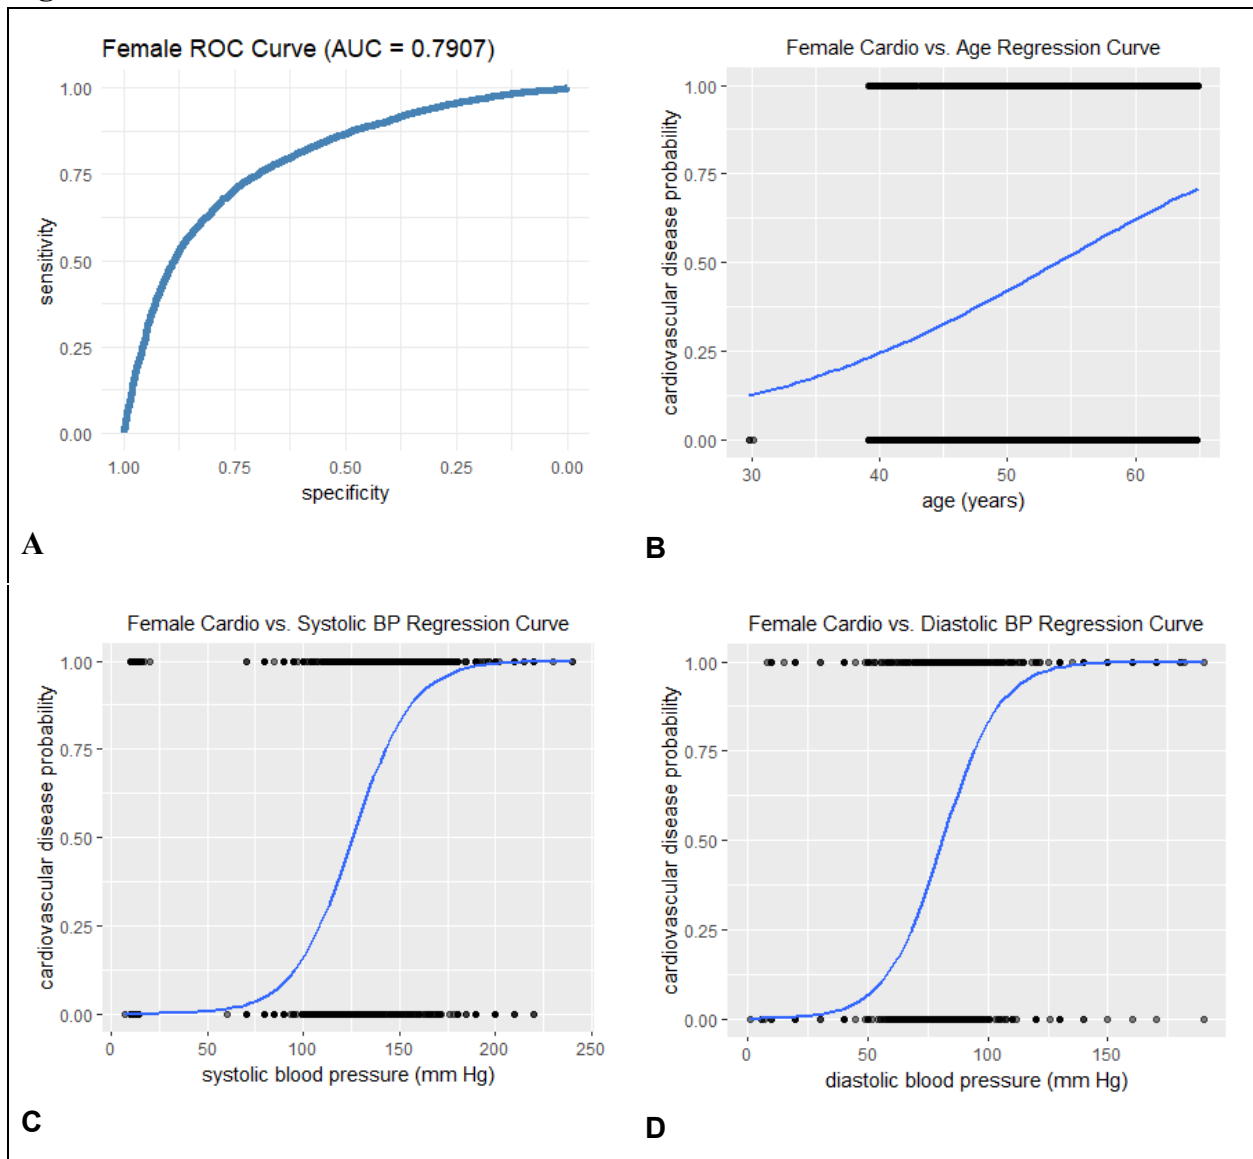 Female ROC Curve (AUC = 0.7907)
1.00
0.75
0.50
0.25
0.00
sensitivity
1.00 0.75 0.50 0.25 0.00
specificity
A
Female Cardio vs. Age Regression Curve
1.00
0.75
0.50
0.25
0.00
cardiovascular disease probability
30 40 50 60
age (years)
B
Female Cardio vs. Systolic BP Regression Curve
1.00
0.75
0.50
0.25
0.00
cardiovascular disease probability
0 50 100 150 200 250
systolic blood pressure (mm Hg)
C
Female Cardio vs. Diastolic BP Regression Curve
1.00
0.75
0.50
0.25
0.00
cardiovascular disease probability
0 50 100 150
diastolic blood pressure (mm Hg)
D